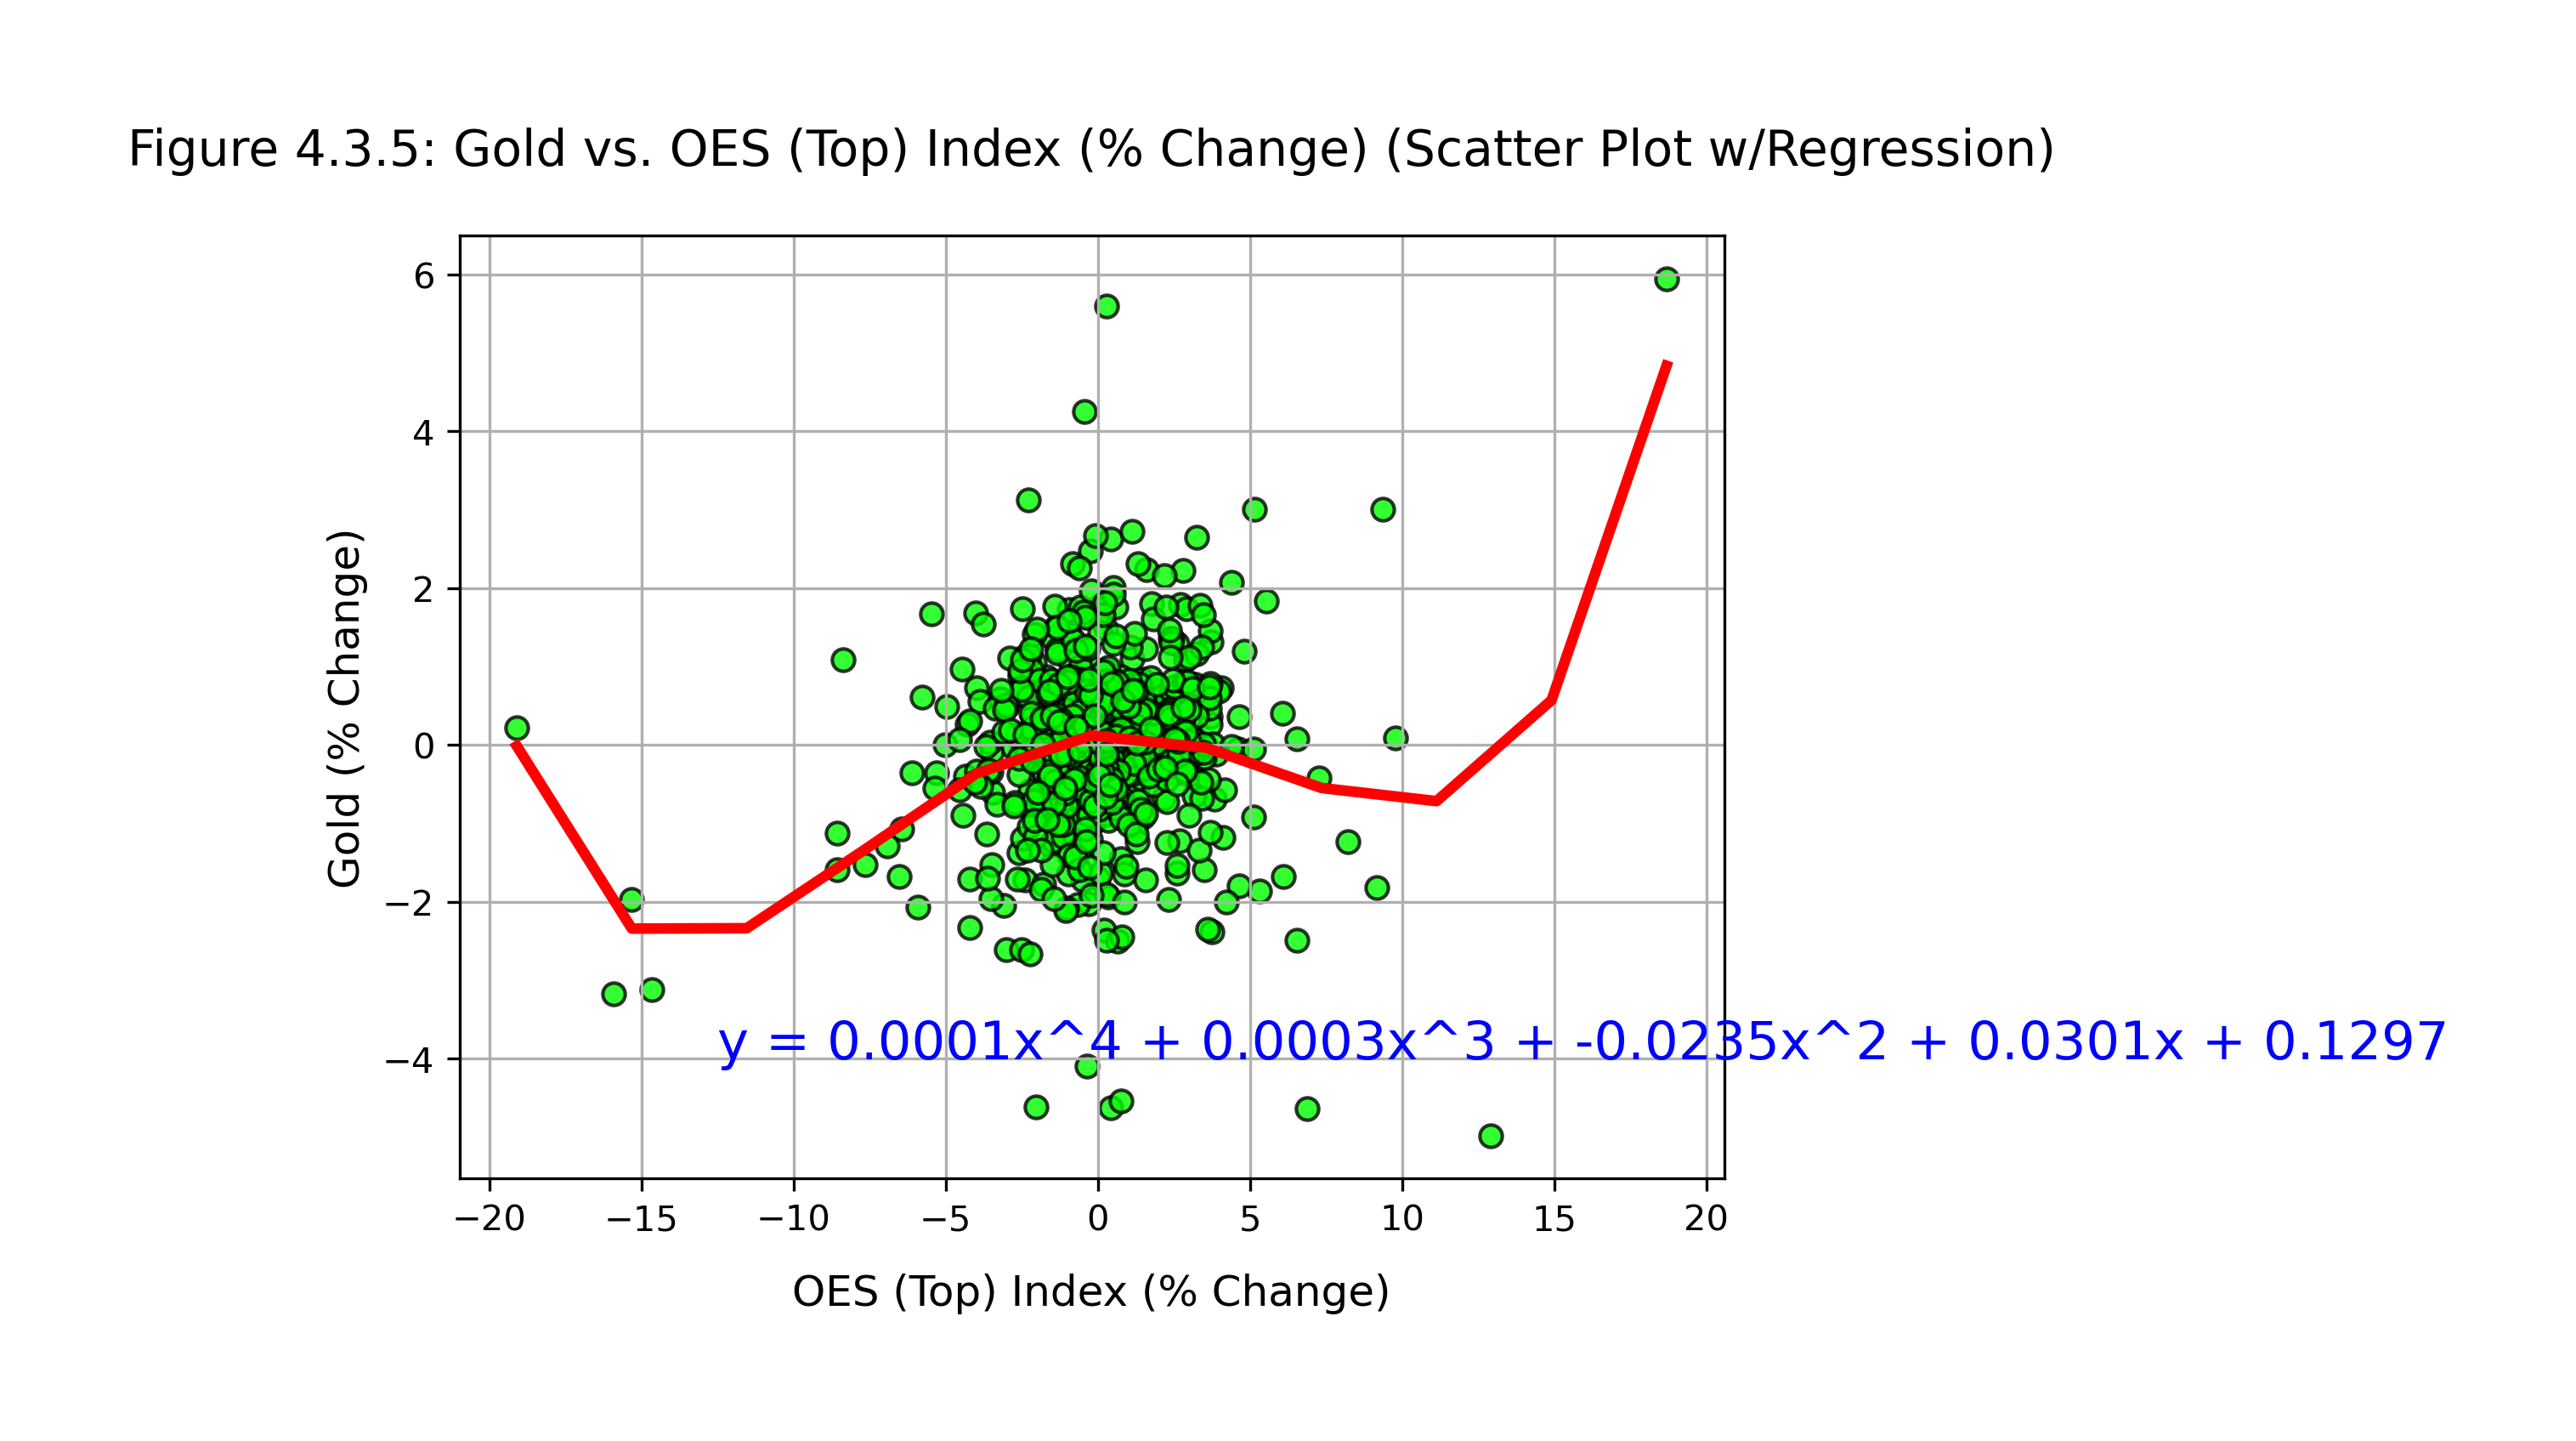 Figure 4.3.5: Gold vs. OES (Top) Index (% Change) (Scatter Plot w/Regression)
6
4
2
0
−2
−4
Gold (% Change)
y = 0.0001x^4 + 0.0003x^3 + -0.0235x^2 + 0.0301x + 0.1297
−20 −15 −10 −5 0 5 10 15 20
OES (Top) Index (% Change)